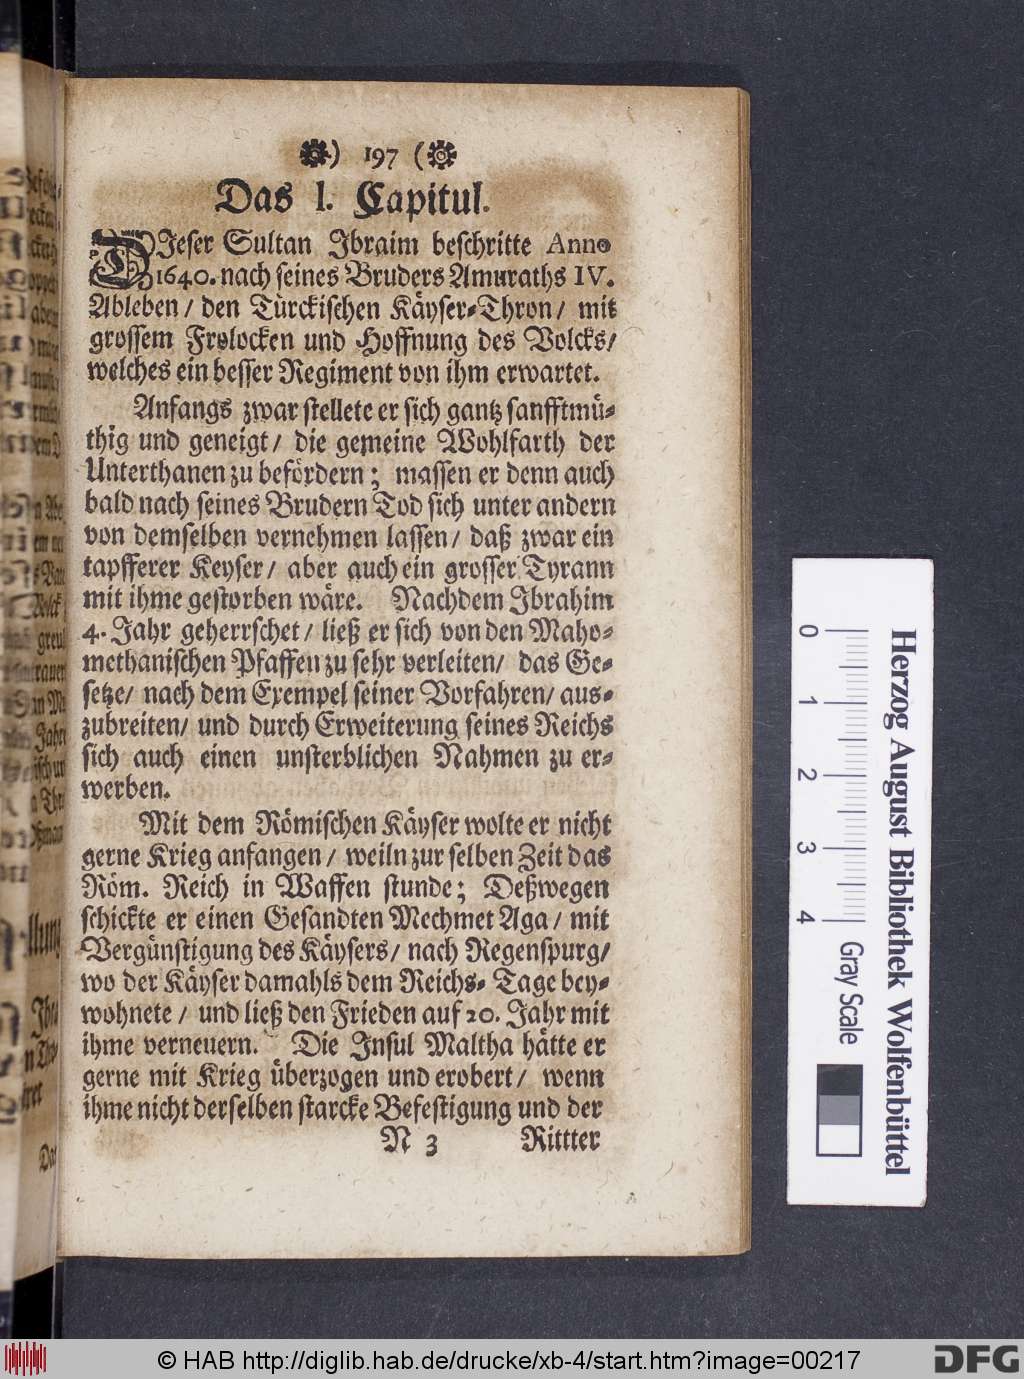 ) 197 (
Das I. Capitul.
DIeser Sultan Ibraim beschritte Anno
1640. nach seines Bruders Amuraths IV.
Ableben / den Türckischen Käyser-Thron / mit
grossem Frolocken und Hoffnung des Volcks /
welches ein besser Regiment von ihm erwartet.
Anfangs zwar stellete er sich gantz sanfftmü-
thig und geneigt / die gemeine Wohlfarth der
Unterthanen zu befördern; massen er denn auch
bald nach seines Brudern Tod sich unter andern
von demselben vernehmen lassen / daß zwar ein
tapfferer Keyser / aber auch ein grosser Tyrann
mit ihme gestorben wäre. Nachdem Ibrahim
4. Jahr geherrschet / ließ er sich von den Maho-
methanischen Pfaffen zu sehr verleiten / das Ge-
setze / nach dem Exempel seiner Vorfahren / aus-
zubreiten / und durch Erweiterung seines Reichs
sich auch einen unsterblichen Nahmen zu er-
werben.
Mit dem Römischen Käyser wolte er nicht
gerne Krieg anfangen / weiln zur selben Zeit das
Röm. Reich in Waffen stunde; Deßwegen
schickte er einen Gesandten Mechmet Aga / mit
Vergünstigung des Käysers / nach Regenspurg /
wo der Käyser damahls dem Reichs-Tage bey-
wohnete / und ließ den Frieden auf 20. Jahr mit
ihme verneuern. Die Insul Maltha hätte er
gerne mit Krieg überzogen und erobert / wenn
ihme nicht derselben starcke Befestigung und der
N 3 Rittter
0 1 2 3 4
Gray Scale
Herzog August Bibliothek Wolfenbüttel
© HAB http://diglib.hab.de/drucke/xb-4/start.htm?image=00217
DFG